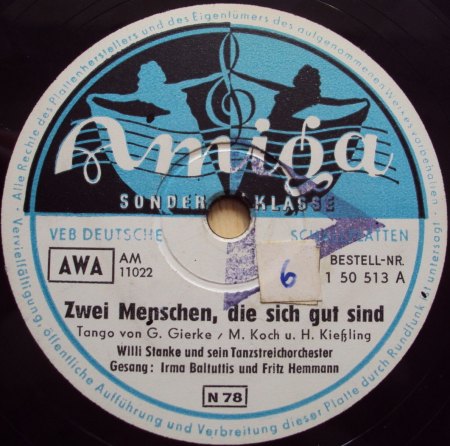 - Alle Rechte des Plattenherstellers und des Eigentümers des aufgenommenen Werkes vorbehalten -
Amiga
SONDER KLASSE
VEB DEUTSCHE SCHALLPLATTEN
AWA
AM
11022
6
BESTELL-NR.
1 50 513 A
Zwei Menschen, die sich gut sind
Tango von G. Gierke / M. Koch u. H. Kießling
Willi Stanke und sein Tanzstreichorchester
Gesang: Irma Baltuttis und Fritz Hemmann
N 78
Vervielfältigung, öffentliche Aufführung und Verbreitung dieser Platte durch Rundfunk ist untersagt -